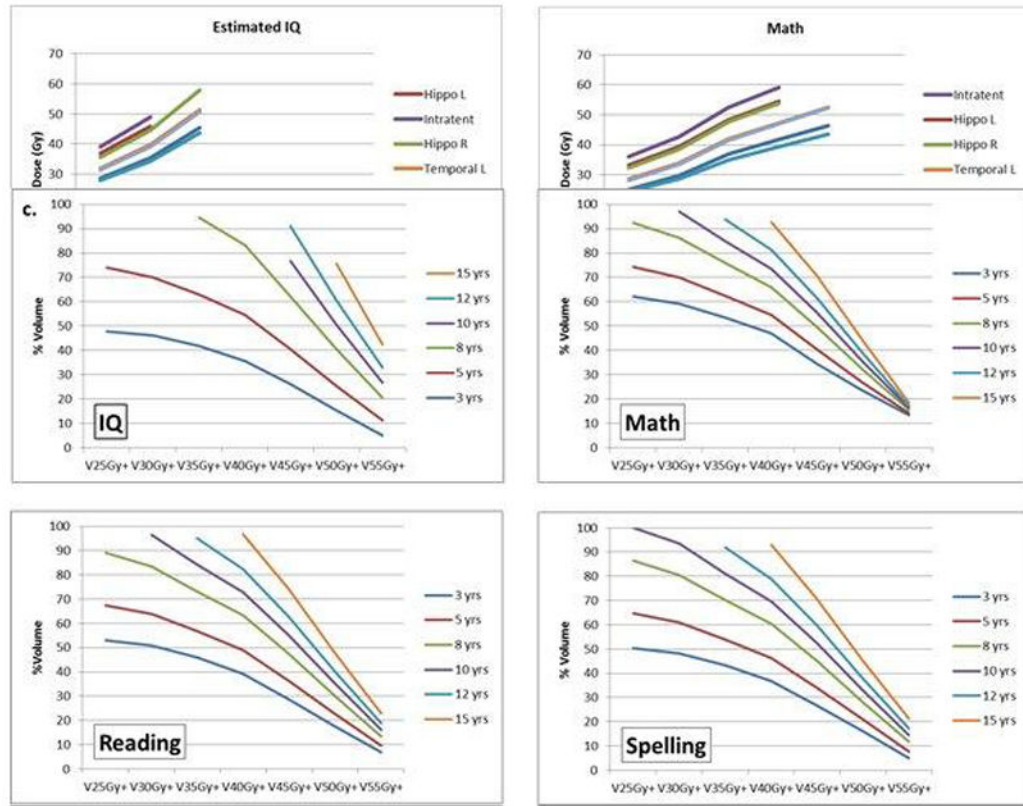 Estimated IQ
70
60
50
40
30
Dose (Gy)
Hippo L
Intratent
Hippo R
Temporal L
Math
70
60
50
40
30
Dose (Gy)
Intratent
Hippo L
Hippo R
Temporal L
c.
100
90
80
70
60
50
40
30
20
10
0
% Volume
IQ
V25Gy+ V30Gy+ V35Gy+ V40Gy+ V45Gy+ V50Gy+ V55Gy+
15 yrs
12 yrs
10 yrs
8 yrs
5 yrs
3 yrs
100
90
80
70
60
50
40
30
20
10
0
% Volume
Math
V25Gy+ V30Gy+ V35Gy+ V40Gy+ V45Gy+ V50Gy+ V55Gy+
3 yrs
5 yrs
8 yrs
10 yrs
12 yrs
15 yrs
100
90
80
70
60
50
40
30
20
10
0
%Volume
Reading
V25Gy+ V30Gy+ V35Gy+ V40Gy+ V45Gy+ V50Gy+ V55Gy+
3 yrs
5 yrs
8 yrs
10 yrs
12 yrs
15 yrs
100
90
80
70
60
50
40
30
20
10
0
% Volume
Spelling
V25Gy+ V30Gy+ V35Gy+ V40Gy+ V45Gy+ V50Gy+ V55Gy+
3 yrs
5 yrs
8 yrs
10 yrs
12 yrs
15 yrs